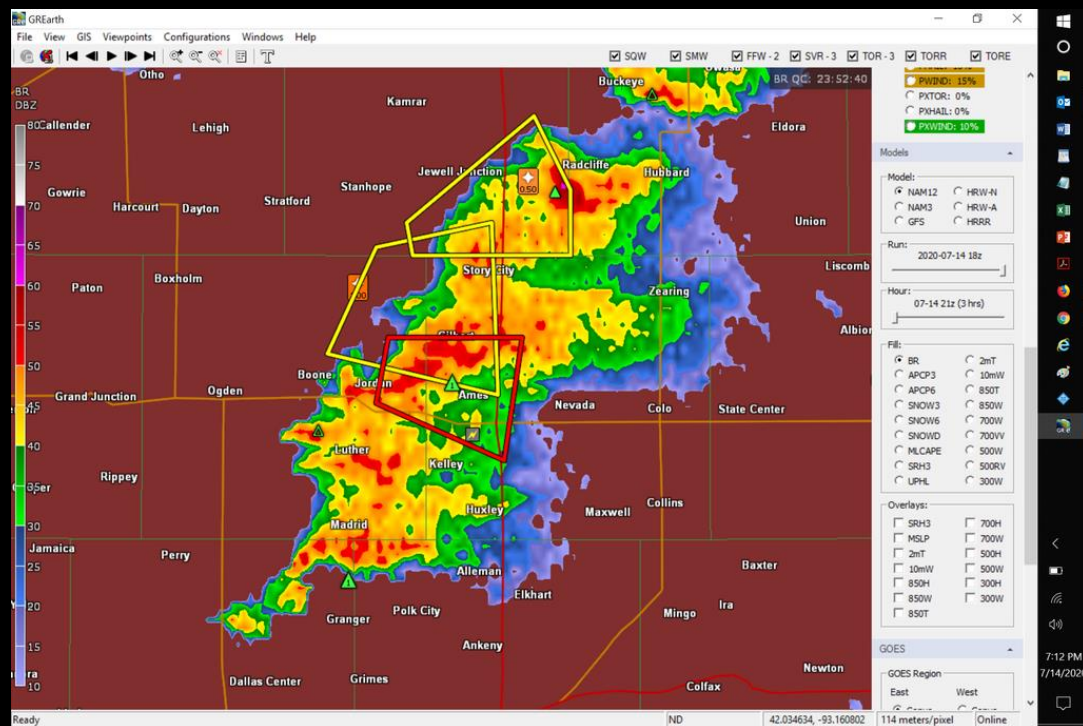 GREarth
File View GIS Viewpoints Configurations Windows Help
SQW SMW FFW - 2 SVR - 3 TOR - 3 TORR TORE
BR
DBZ
80
75
70
65
60
55
50
45
40
35
30
25
20
15
10
BR QC: 23:52:40
Otho
Buckeye
Callender
Lehigh
Kamrar
Eldora
Gowrie
Jewell Junction
Radcliffe
Hubbard
Stanhope
0.50
Harcourt
Dayton
Stratford
Union
Story City
Liscomb
Boxholm
Paton
Zearing
Albion
Gilbert
Boone
Jordan
Grand Junction
Ogden
Ames
Nevada
Colo
State Center
Luther
Kelley
Rippey
Huxley
Maxwell
Collins
Madrid
Jamaica
Perry
Baxter
Alleman
Elkhart
Granger
Polk City
Mingo
Ira
Ankeny
Newton
Dallas Center
Grimes
Colfax
PWIND: 15%
PXTOR: 0%
PXHAIL: 0%
PXWIND: 10%
Models
Model:
NAM12 HRW-N
NAM3 HRW-A
GFS HRRR
Run:
2020-07-14 18z
Hour:
07-14 21z (3 hrs)
Fill:
BR 2mT
APCP3 10mW
APCP6 850T
SNOW3 850W
SNOW6 700W
SNOWD 700VV
MLCAPE 500W
SRH3 500RV
UPHL 300W
Overlays:
SRH3 700H
MSLP 700W
2mT 500H
10mW 500W
850H 300H
850W 300W
850T
GOES
GOES Region
East West
7:12 PM
7/14/202
Ready
ND
42.034634, -93.160802
114 meters/pixel
Online